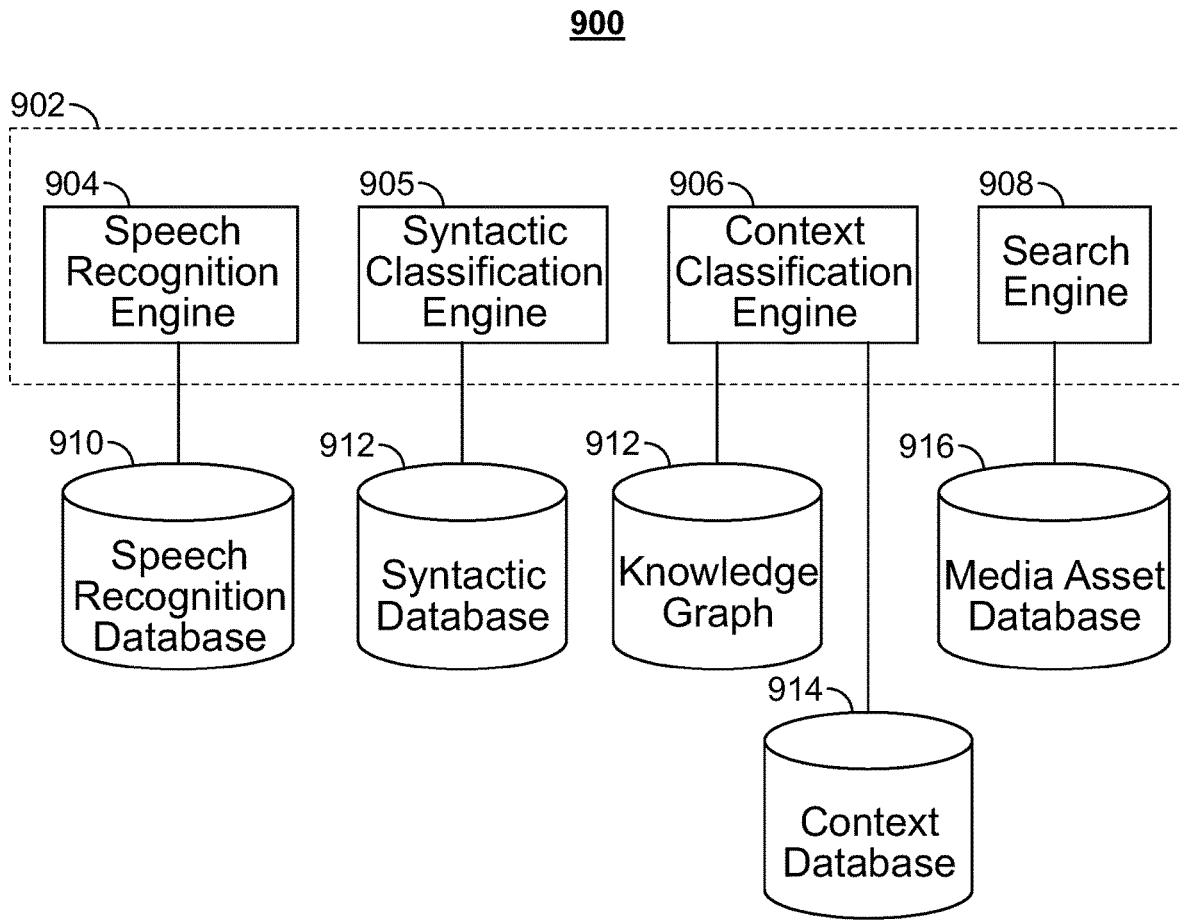 900
902
904
905
906
908
Speech
Recognition
Engine
Syntactic
Classification
Engine
Context
Classification
Engine
Search
Engine
910
912
912
916
Speech
Recognition
Database
Syntactic
Database
Knowledge
Graph
Media Asset
Database
914
Context
Database